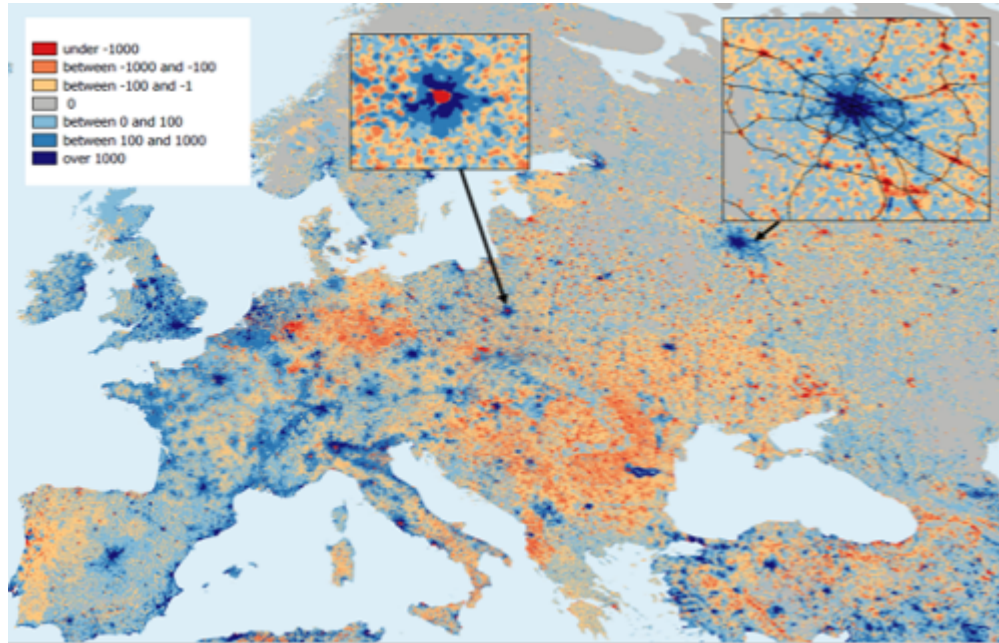 under -1000
between -1000 and -100
between -100 and -1
0
between 0 and 100
between 100 and 1000
over 1000